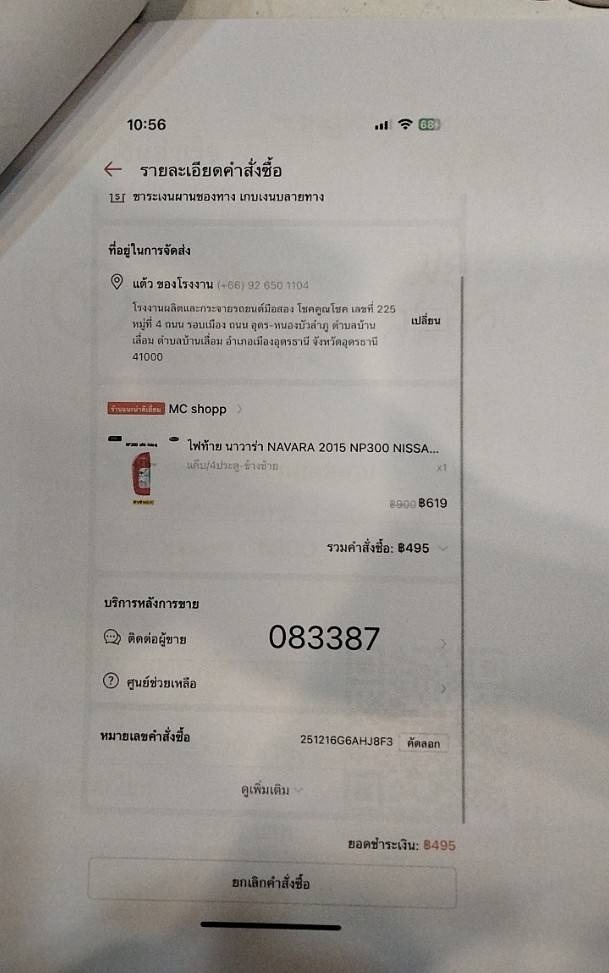 10:56
68
รายละเอียดคำสั่งซื้อ
ชำระเงินผ่านช่องทาง เก็บเงินปลายทาง
ที่อยู่ในการจัดส่ง
แต้ว ของโรงงาน (+66) 92 650 1104
โรงงานผลิตและกระจายรถยนต์มือสอง โชคคูณโชค เลขที่ 225
หมู่ที่ 4 ถนน รอบเมือง ถนน อุดร-หนองบัวลำภู ตำบลบ้าน
เลื่อม ตำบลบ้านเลื่อม อำเภอเมืองอุดรธานี จังหวัดอุดรธานี
41000
เปลี่ยน
MC shopp
ไฟท้าย นาวาร่า NAVARA 2015 NP300 NISSA...
แค็บ/4ประตู-ข้างซ้าย
x1
฿900 ฿619
รวมคำสั่งซื้อ: ฿495
บริการหลังการขาย
ติดต่อผู้ขาย
083387
ศูนย์ช่วยเหลือ
หมายเลขคำสั่งซื้อ
251216G6AHJ8F3 คัดลอก
ดูเพิ่มเติม
ยอดชำระเงิน: ฿495
ยกเลิกคำสั่งซื้อ